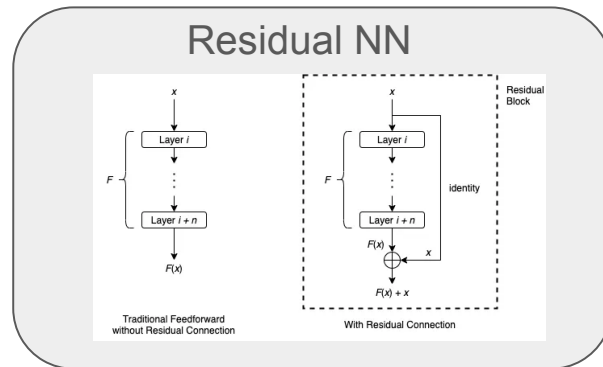 Residual NN
x
Layer i
F
Layer i + n
F(x)
Traditional Feedforward
without Residual Connection
Residual
Block
x
Layer i
F
identity
Layer i + n
F(x)
x
F(x) + x
With Residual Connection